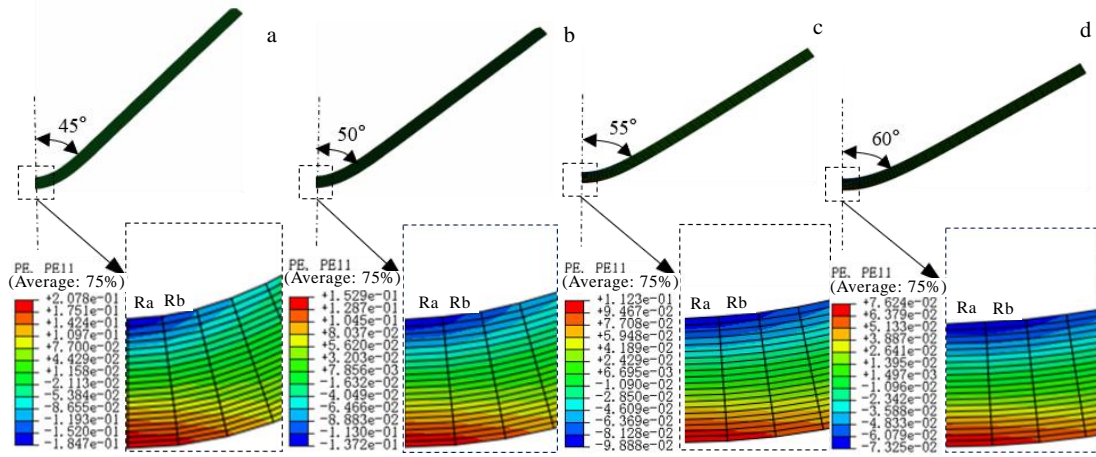 a
45°
b
50°
c
55°
d
60°
PE, PE11
(Average: 75%)
+2.078e-01
+1.751e-01
+1.424e-01
+1.097e-01
+7.700e-02
+4.429e-02
+1.158e-02
-2.113e-02
-5.384e-02
-8.655e-02
-1.193e-01
-1.520e-01
-1.847e-01
Ra Rb
PE, PE11
(Average: 75%)
+1.529e-01
+1.287e-01
+1.045e-01
+8.037e-02
+5.620e-02
+3.203e-02
+7.856e-03
-1.632e-02
-4.049e-02
-6.466e-02
-8.883e-02
-1.130e-01
-1.372e-01
Ra Rb
PE, PE11
(Average: 75%)
+1.123e-01
+9.467e-02
+7.708e-02
+5.948e-02
+4.189e-02
+2.429e-02
+6.695e-03
-1.090e-02
-2.850e-02
-4.609e-02
-6.369e-02
-8.128e-02
-9.888e-02
Ra Rb
PE, PE11
(Average: 75%)
+7.624e-02
+6.379e-02
+5.133e-02
+3.887e-02
+2.641e-02
+1.395e-02
+1.497e-03
-1.096e-02
-2.342e-02
-3.588e-02
-4.833e-02
-6.079e-02
-7.325e-02
Ra Rb